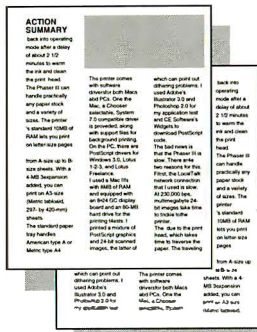 ACTION
SUMMARY
back into operating
mode after a delay
of about 2 1/2
minutes to warm
the ink and clean
the print head.
The Phaser III can
handle practically
any paper stock
and a variety of
sizes. The printer
's standard 10MB of
RAM lets you print
on letter-size
pages
from A-size up to B-
size sheets. With a
4-MB 3expansion
added, you can
print on A3-size
(Metric tabloid,
297- by 420-mm)
sheets.
The standard paper
tray handles
American type A or
Metric type A4
The printer comes
with software
drivers for both Macs
abd PCs. One the
Mac, a Chooser
selectable, System
7.0 compatible driver
is provided, along
with support files for
background printing.
On the PC, there are
PostScript drivers for
Windows 3.0, Lotus
1-2-3, and Lotus
Freelance.
I used a Mac IIfx
with 8MB of RAM
and equipped with
an 8•24 GC display
board and an 80-MB
hard drive for the
printing tests. I
printed a mixture of
PostScript graphics
and 24-bit scanned
images, the latter of
which can point out
dithering problems. I
used Adobe's
Illustrator 3.0 and
Photoshop 2.0 for
my application test
and CE Software's
Widgets to
download PostScript
code.
The bad news is
that the Phaser III is
slow. There are
two reasons for this.
First, the LocalTalk
network connection
that I used is slow.
At 230,000 bps,
multimegabyte 24-
bit images take time
to trickle to the
printer.
The due to the print
head, which takes
time to traverse the
paper. The traveling
back into
operating
mode after a
delay of
about 2 1/2
minutes to
warm the
ink and clean
the print
head.
The Phaser III
can handle
practically
any paper
stock and
a variety
of sizes.
The printer
's standard
10MB of RAM
lets you print
on letter-size
pages
from A-size up
to B-size
sheets. With a 4-
MB 3expansion
added, you can
print on A3-size
(Metric tabloid,
which can point out
dithering problems. I
used Adobe's
Illustrator 3.0 and
Photoshop 2.0 for
my application test
The printer comes
with software
drivers for both Macs
abd PCs. One the
Mac, a Chooser